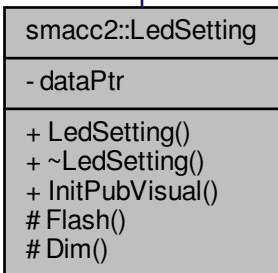 smacc2::LedSetting
- dataPtr
+ LedSetting()
+ ~LedSetting()
+ InitPubVisual()
# Flash()
# Dim()